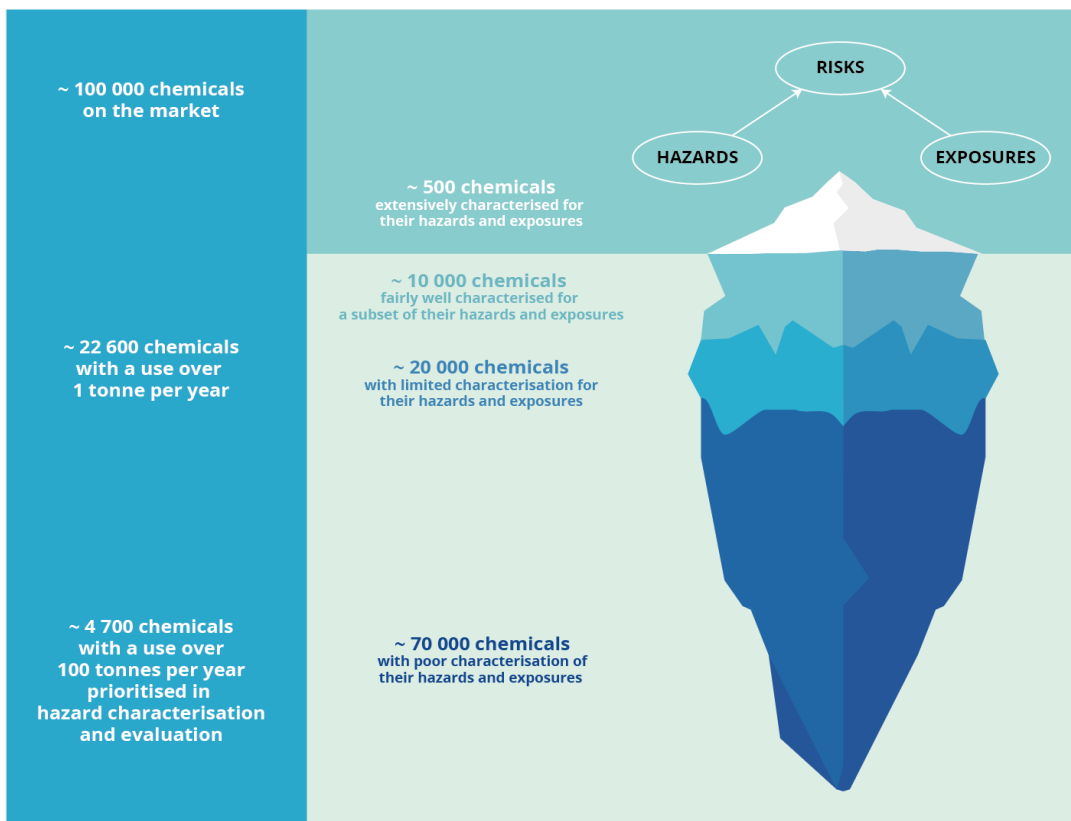 ~ 100 000 chemicals
on the market
~ 22 600 chemicals
with a use over
1 tonne per year
~ 4 700 chemicals
with a use over
100 tonnes per year
prioritised in
hazard characterisation
and evaluation
RISKS
HAZARDS
EXPOSURES
~ 500 chemicals
extensively characterised for
their hazards and exposures
~ 10 000 chemicals
fairly well characterised for
a subset of their hazards and exposures
~ 20 000 chemicals
with limited characterisation for
their hazards and exposures
~ 70 000 chemicals
with poor characterisation of
their hazards and exposures